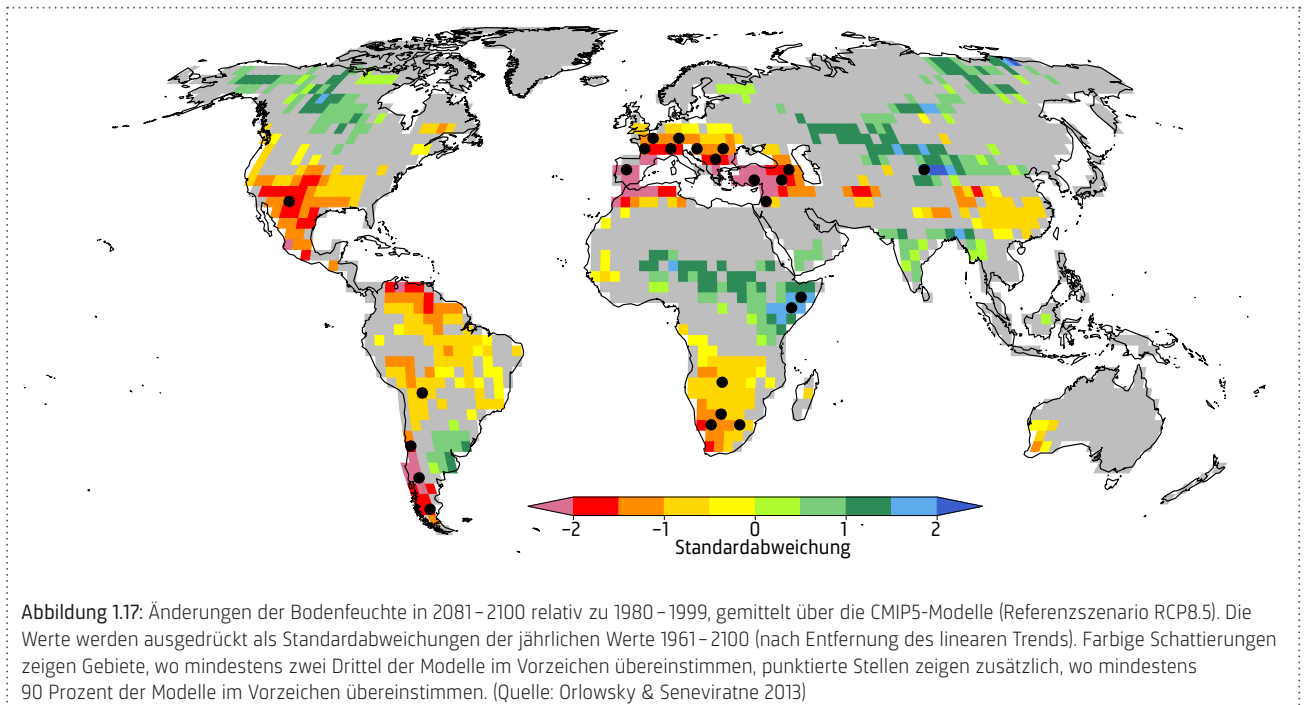 −2 −1 0 1 2
Standardabweichung
Abbildung 1.17: Änderungen der Bodenfeuchte in 2081 – 2100 relativ zu 1980 – 1999, gemittelt über die CMIP5-Modelle (Referenzszenario RCP8.5). Die
Werte werden ausgedrückt als Standardabweichungen der jährlichen Werte 1961 – 2100 (nach Entfernung des linearen Trends). Farbige Schattierungen
zeigen Gebiete, wo mindestens zwei Drittel der Modelle im Vorzeichen übereinstimmen, punktierte Stellen zeigen zusätzlich, wo mindestens
90 Prozent der Modelle im Vorzeichen übereinstimmen. (Quelle: Orlowsky & Seneviratne 2013)